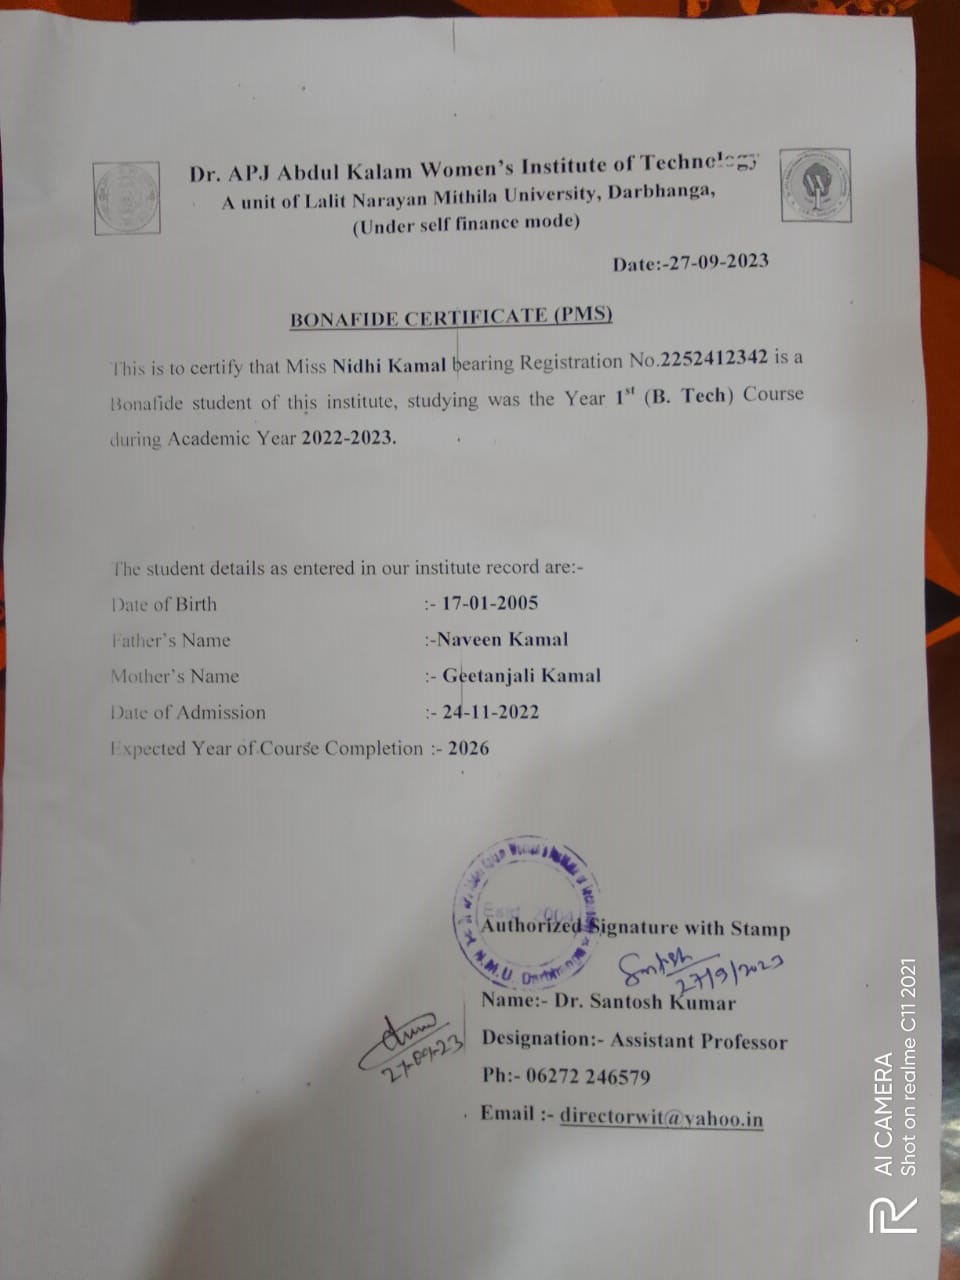 Dr. APJ Abdul Kalam Women's Institute of Technology
A unit of Lalit Narayan Mithila University, Darbhanga,
(Under self finance mode)
Date:-27-09-2023
BONAFIDE CERTIFICATE (PMS)
This is to certify that Miss Nidhi Kamal bearing Registration No.2252412342 is a
Bonafide student of this institute, studying was the Year 1st (B. Tech) Course
during Academic Year 2022-2023.
The student details as entered in our institute record are:-
Date of Birth :- 17-01-2005
Father's Name :-Naveen Kamal
Mother's Name :- Geetanjali Kamal
Date of Admission :- 24-11-2022
Expected Year of Course Completion :- 2026
Women's Institute of
Estd 2004
L.N.M.U. Darbhanga
Authorized Signature with Stamp
Santosh
27/9/2023
Name:- Dr. Santosh Kumar
27-09-23
Designation:- Assistant Professor
Ph:- 06272 246579
Email :- directorwit@yahoo.in
AI CAMERA
Shot on realme C11 2021